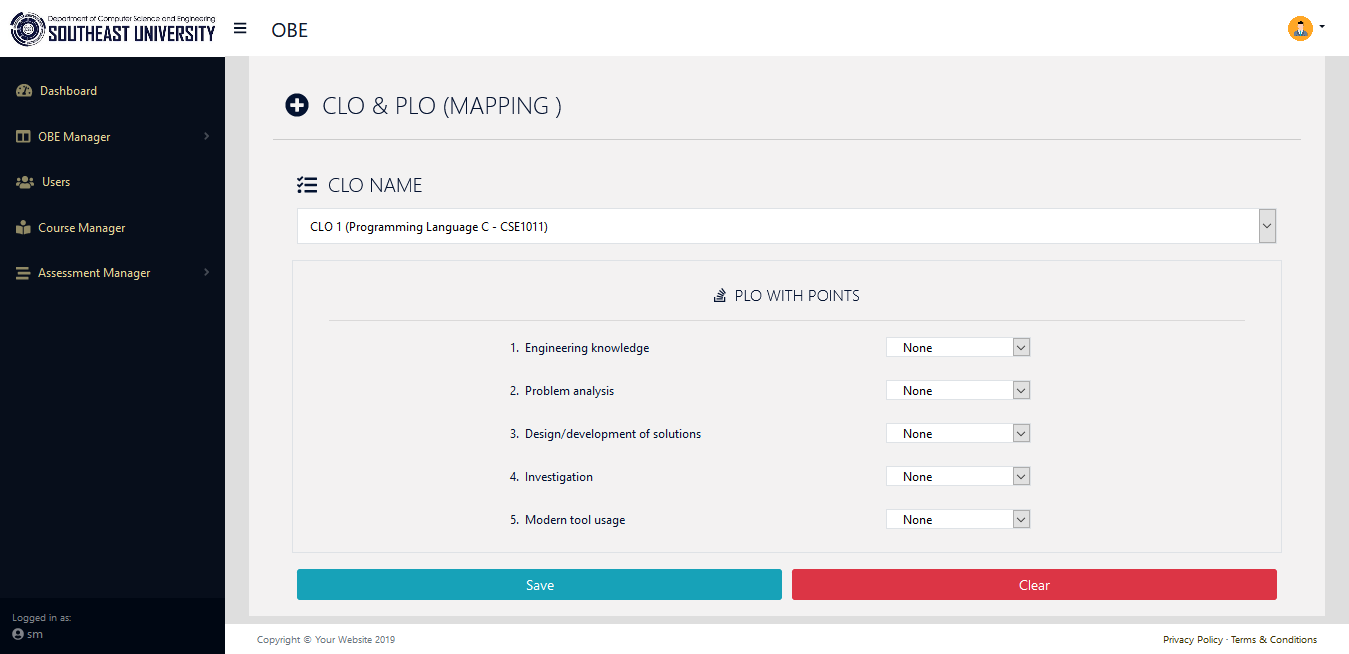 Department of Computer Science and Engineering
SOUTHEAST UNIVERSITY
OBE
Dashboard
OBE Manager
Users
Course Manager
Assessment Manager
Logged in as:
sm
CLO & PLO (MAPPING )
CLO NAME
CLO 1 (Programming Language C - CSE1011)
PLO WITH POINTS
1. Engineering knowledge None
2. Problem analysis None
3. Design/development of solutions None
4. Investigation None
5. Modern tool usage None
Save Clear
Copyright © Your Website 2019
Privacy Policy · Terms & Conditions